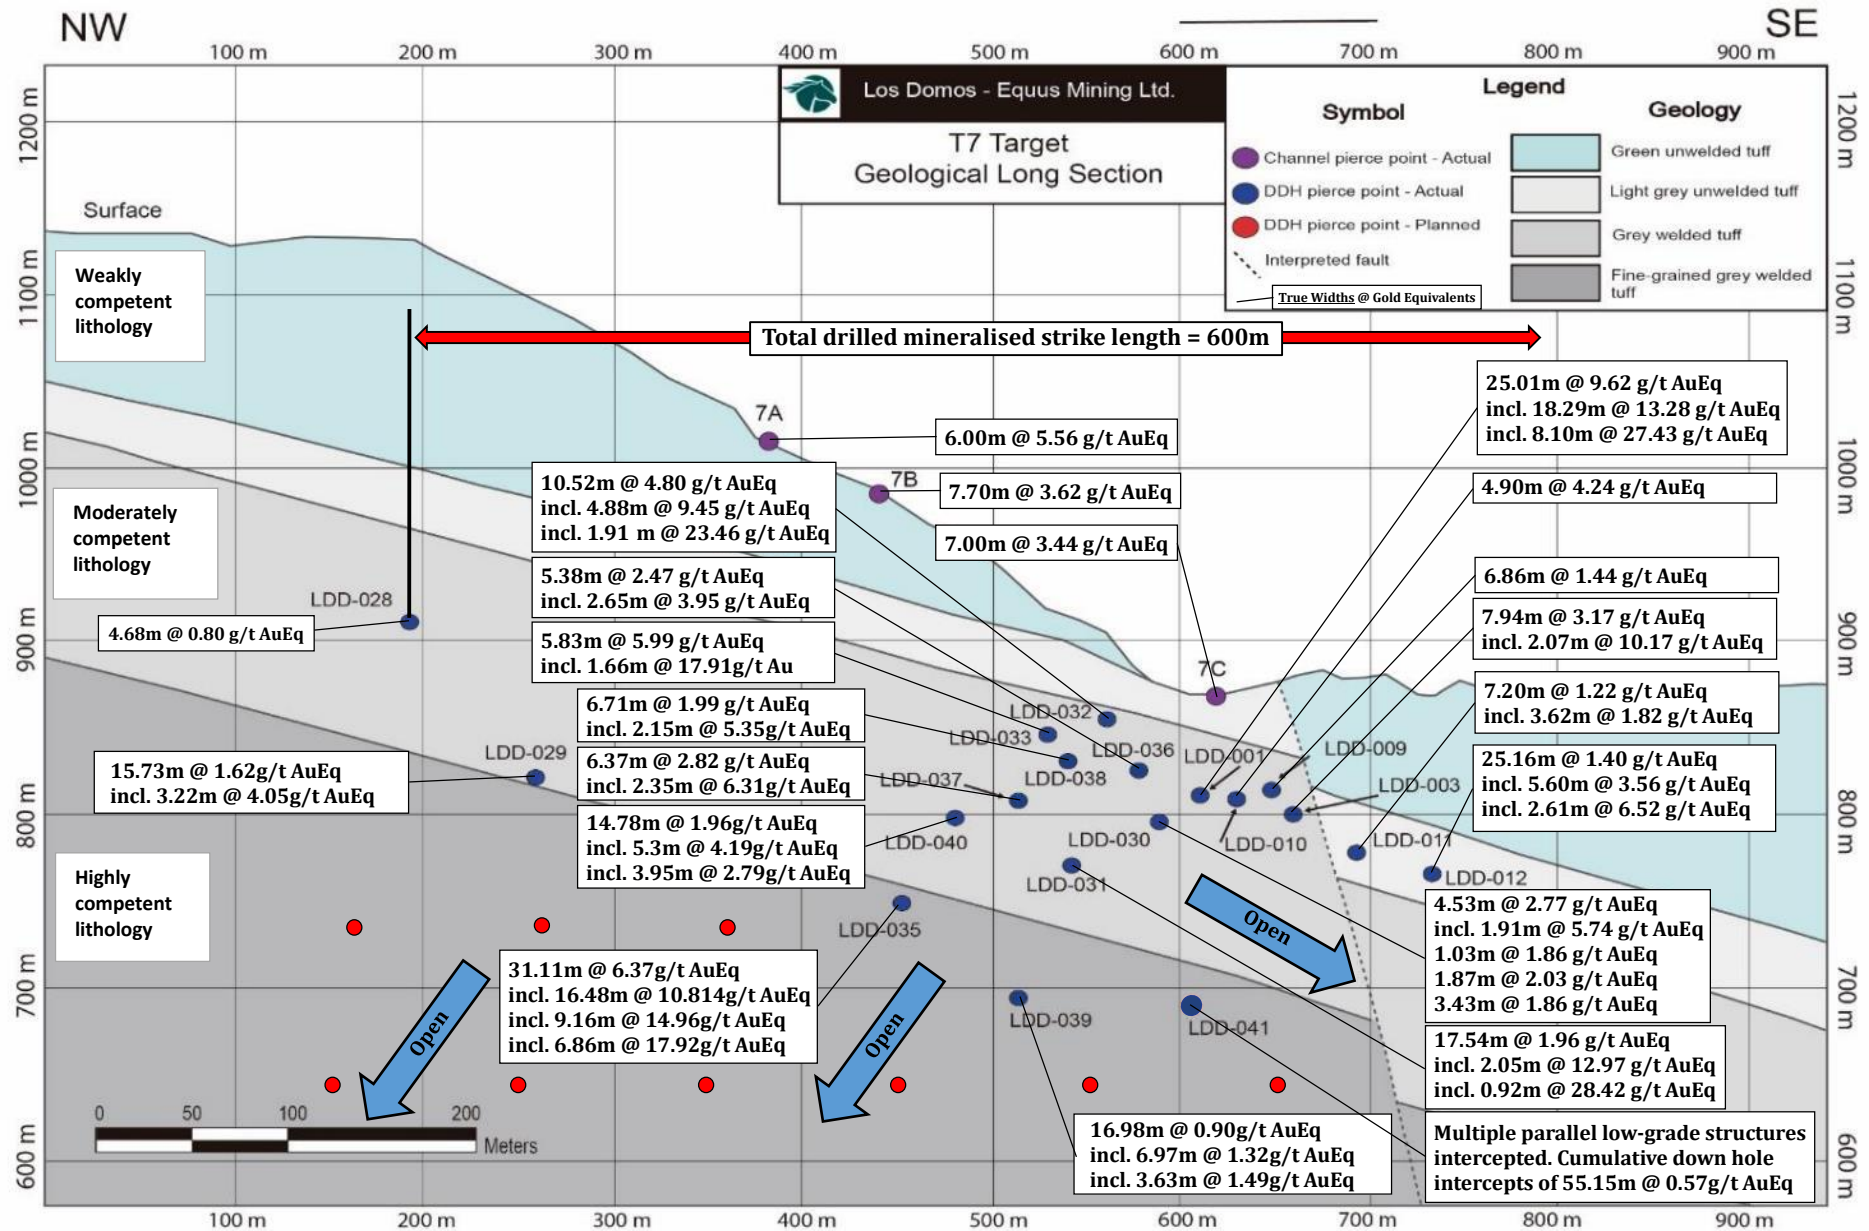 NW
SE
100 m
200 m
300 m
400 m
500 m
600 m
700 m
800 m
900 m
1200 m
1100 m
1000 m
900 m
800 m
700 m
600 m
1200 m
1100 m
1000 m
900 m
800 m
700 m
600 m
Los Domos - Equus Mining Ltd.
T7 Target
Geological Long Section
Legend
Symbol
Channel pierce point - Actual
DDH pierce point - Actual
DDH pierce point - Planned
Interpreted fault
True Widths @ Gold Equivalents
Geology
Green unwelded tuff
Light grey unwelded tuff
Grey welded tuff
Fine-grained grey welded
tuff
Surface
Weakly
competent
lithology
Total drilled mineralised strike length = 600m
7A
6.00m @ 5.56 g/t AuEq
7B
7.70m @ 3.62 g/t AuEq
7.00m @ 3.44 g/t AuEq
7C
25.01m @ 9.62 g/t AuEq
incl. 18.29m @ 13.28 g/t AuEq
incl. 8.10m @ 27.43 g/t AuEq
4.90m @ 4.24 g/t AuEq
6.86m @ 1.44 g/t AuEq
7.94m @ 3.17 g/t AuEq
incl. 2.07m @ 10.17 g/t AuEq
7.20m @ 1.22 g/t AuEq
incl. 3.62m @ 1.82 g/t AuEq
25.16m @ 1.40 g/t AuEq
incl. 5.60m @ 3.56 g/t AuEq
incl. 2.61m @ 6.52 g/t AuEq
Moderately
competent
lithology
10.52m @ 4.80 g/t AuEq
incl. 4.88m @ 9.45 g/t AuEq
incl. 1.91 m @ 23.46 g/t AuEq
5.38m @ 2.47 g/t AuEq
incl. 2.65m @ 3.95 g/t AuEq
5.83m @ 5.99 g/t AuEq
incl. 1.66m @ 17.91g/t Au
6.71m @ 1.99 g/t AuEq
incl. 2.15m @ 5.35g/t AuEq
6.37m @ 2.82 g/t AuEq
incl. 2.35m @ 6.31g/t AuEq
14.78m @ 1.96g/t AuEq
incl. 5.3m @ 4.19g/t AuEq
incl. 3.95m @ 2.79g/t AuEq
LDD-028
4.68m @ 0.80 g/t AuEq
LDD-029
15.73m @ 1.62g/t AuEq
incl. 3.22m @ 4.05g/t AuEq
LDD-032
LDD-033
LDD-036
LDD-001
LDD-009
LDD-037
LDD-038
LDD-003
LDD-040
LDD-030
LDD-010
LDD-011
LDD-031
LDD-012
LDD-035
LDD-039
LDD-041
Highly
competent
lithology
Open
Open
Open
31.11m @ 6.37g/t AuEq
incl. 16.48m @ 10.814g/t AuEq
incl. 9.16m @ 14.96g/t AuEq
incl. 6.86m @ 17.92g/t AuEq
4.53m @ 2.77 g/t AuEq
incl. 1.91m @ 5.74 g/t AuEq
1.03m @ 1.86 g/t AuEq
1.87m @ 2.03 g/t AuEq
3.43m @ 1.86 g/t AuEq
17.54m @ 1.96 g/t AuEq
incl. 2.05m @ 12.97 g/t AuEq
incl. 0.92m @ 28.42 g/t AuEq
16.98m @ 0.90g/t AuEq
incl. 6.97m @ 1.32g/t AuEq
incl. 3.63m @ 1.49g/t AuEq
Multiple parallel low-grade structures
intercepted. Cumulative down hole
intercepts of 55.15m @ 0.57g/t AuEq
0 50 100 200
Meters
100 m
200 m
300 m
400 m
500 m
600 m
700 m
800 m
900 m